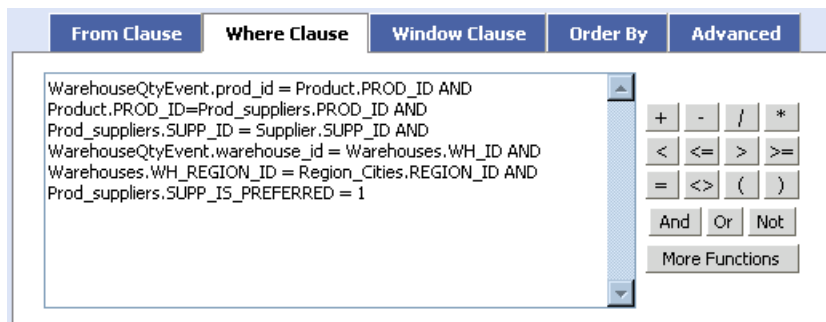 From Clause Where Clause Window Clause Order By Advanced
WarehouseQtyEvent.prod_id = Product.PROD_ID AND
Product.PROD_ID=Prod_suppliers.PROD_ID AND
Prod_suppliers.SUPP_ID = Supplier.SUPP_ID AND
WarehouseQtyEvent.warehouse_id = Warehouses.WH_ID AND
Warehouses.WH_REGION_ID = Region_Cities.REGION_ID AND
Prod_suppliers.SUPP_IS_PREFERRED = 1
+ - / *
< <= > >=
= <> ( )
And Or Not
More Functions